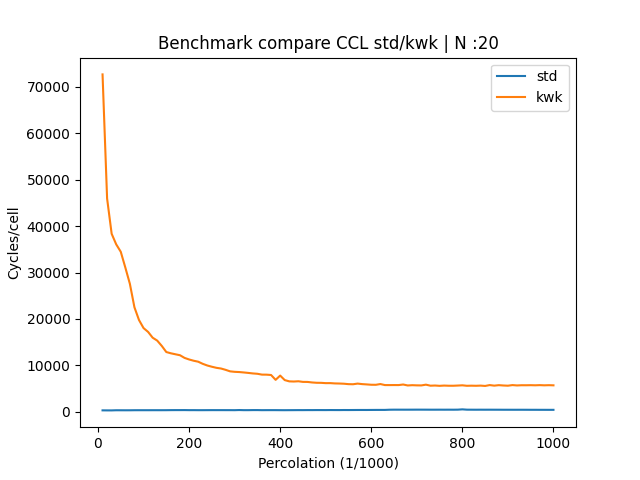 Benchmark compare CCL std/kwk | N :20
std
kwk
70000
60000
50000
40000
30000
20000
10000
0
Cycles/cell
0 200 400 600 800 1000
Percolation (1/1000)